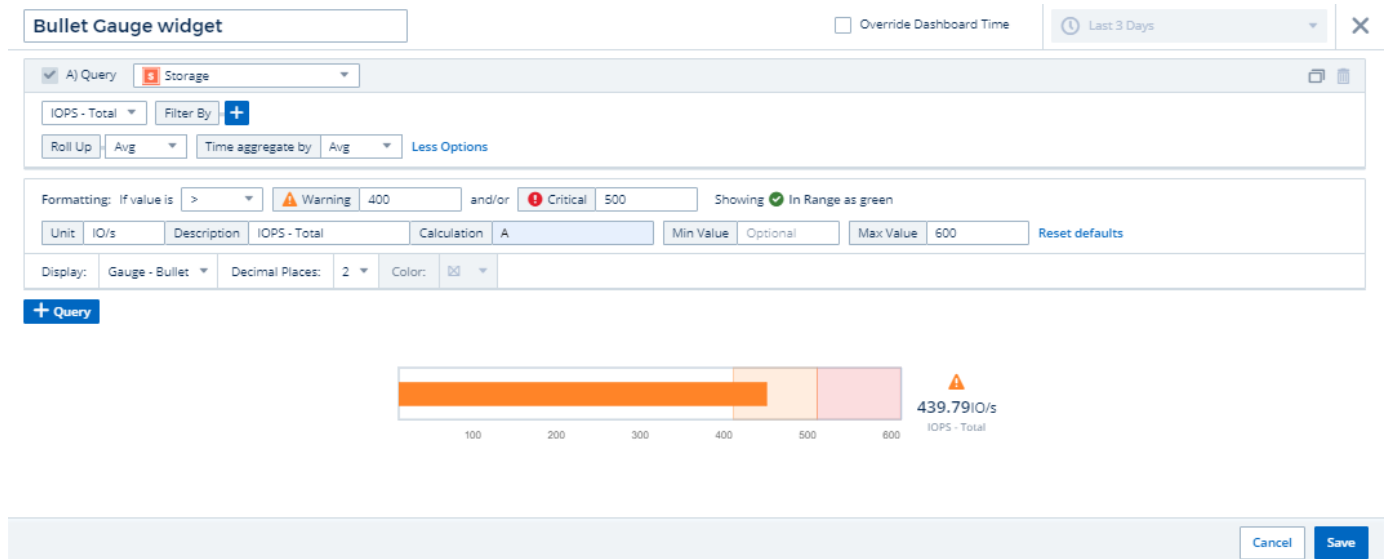 Bullet Gauge widget Override Dashboard Time Last 3 Days
A) Query Storage
IOPS - Total Filter By +
Roll Up Avg Time aggregate by Avg Less Options
Formatting: If value is > Warning 400 and/or Critical 500 Showing In Range as green
Unit IO/s Description IOPS - Total Calculation A Min Value Optional Max Value 600 Reset defaults
Display: Gauge - Bullet Decimal Places: 2 Color:
+ Query
439.79IO/s
IOPS - Total
100 200 300 400 500 600
Cancel Save